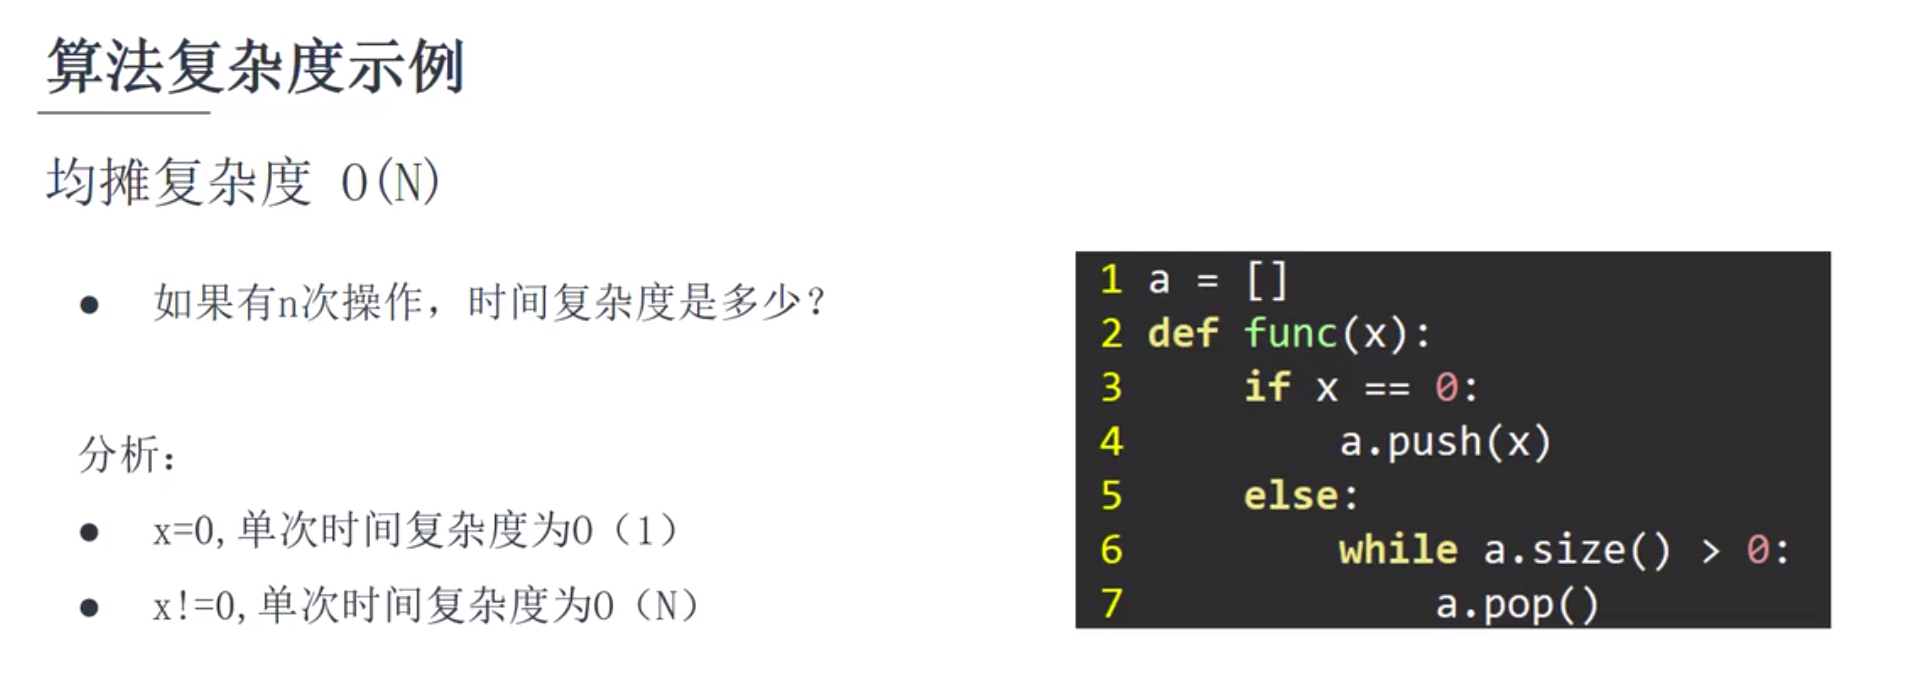 算法复杂度示例
均摊复杂度 O(N)
● 如果有n次操作，时间复杂度是多少？
分析：
● x=0,单次时间复杂度为O（1）
● x!=0,单次时间复杂度为O（N）
1 a = []
2 def func(x):
3     if x == 0:
4         a.push(x)
5     else:
6         while a.size() > 0:
7             a.pop()